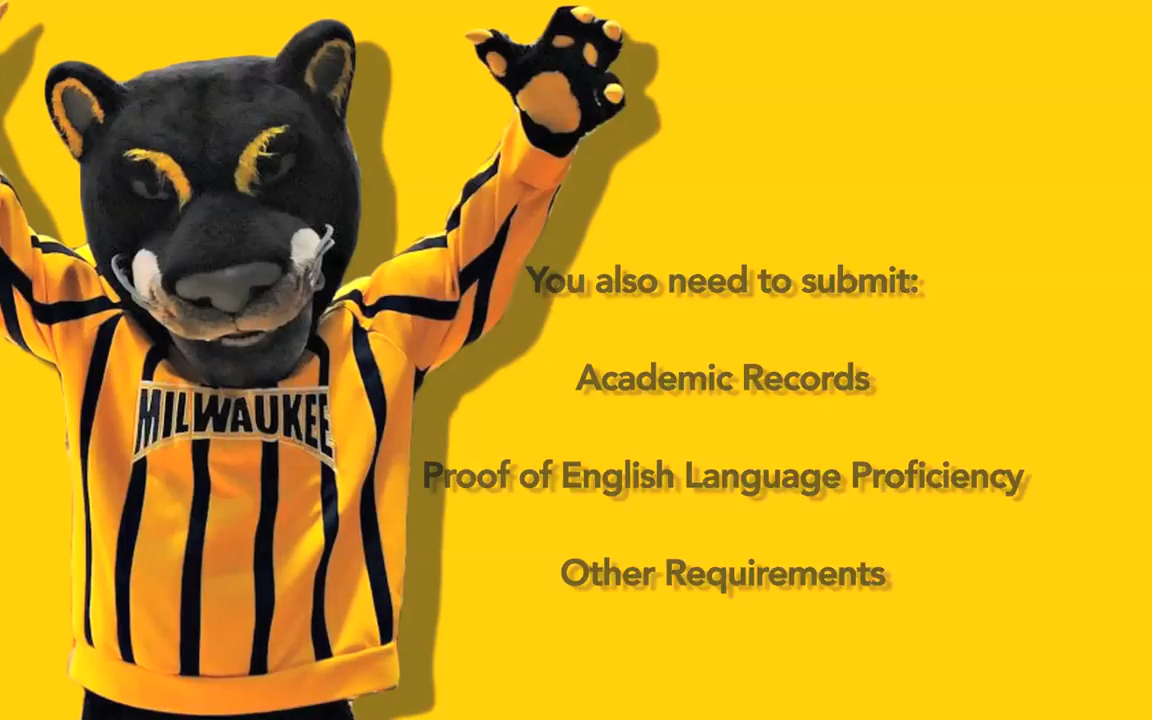 MILWAUKEE
You also need to submit:
Academic Records
Proof of English Language Proficiency
Other Requirements